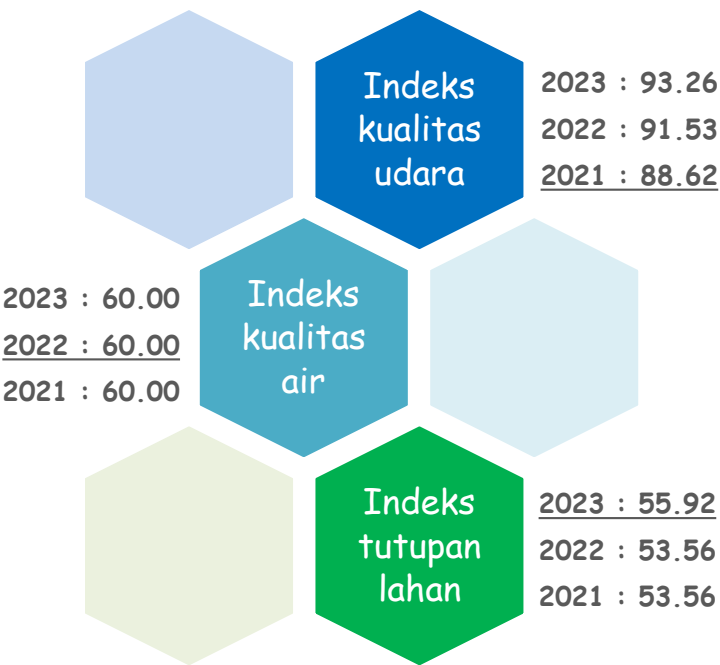 Indeks
kualitas
udara
2023 : 93.26
2022 : 91.53
2021 : 88.62
2023 : 60.00
2022 : 60.00
2021 : 60.00
Indeks
kualitas
air
Indeks
tutupan
lahan
2023 : 55.92
2022 : 53.56
2021 : 53.56